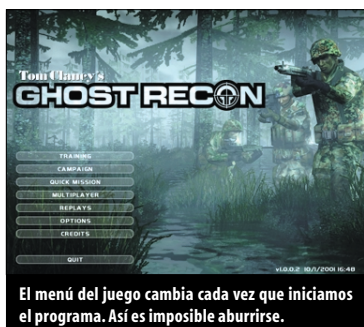 Tom Clancy's
GHOST RECON
TRAINING
CAMPAIGN
QUICK MISSION
MULTIPLAYER
REPLAYS
OPTIONS
CREDITS
QUIT
v1.0.0.2 10/1/2001 16:48
El menú del juego cambia cada vez que iniciamos
el programa. Así es imposible aburrirse.